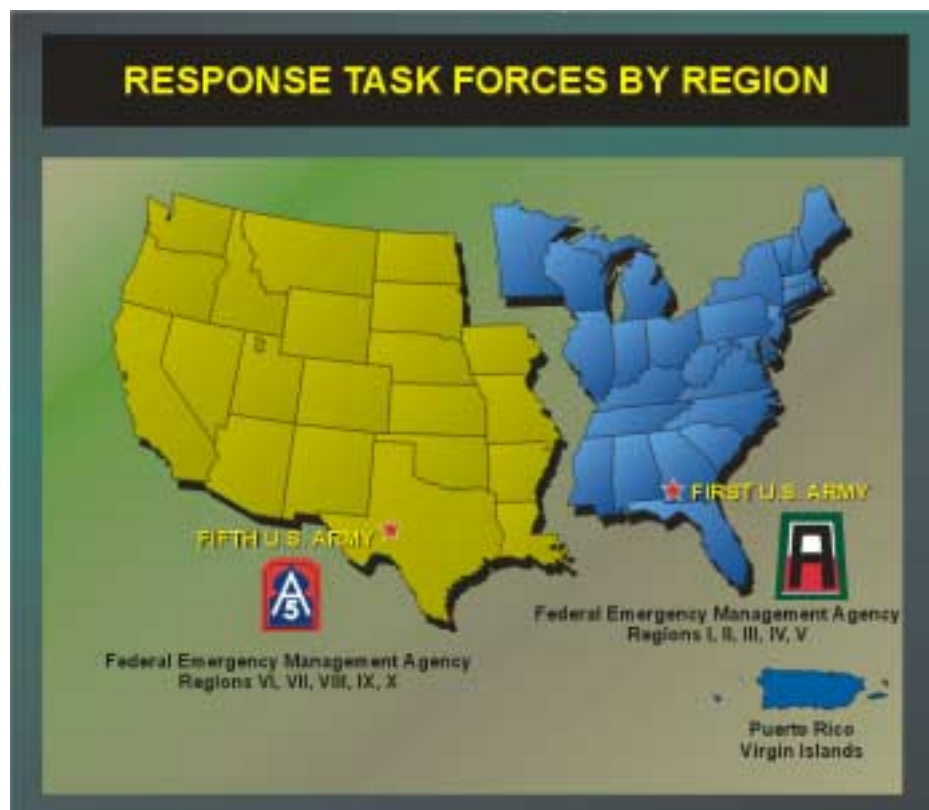 RESPONSE TASK FORCES BY REGION
FIRST U.S. ARMY
FIFTH U.S. ARMY
A
5
A
Federal Emergency Management Agency
Regions I, II, III, IV, V
Federal Emergency Management Agency
Regions VI, VII, VIII, IX, X
Puerto Rico
Virgin Islands